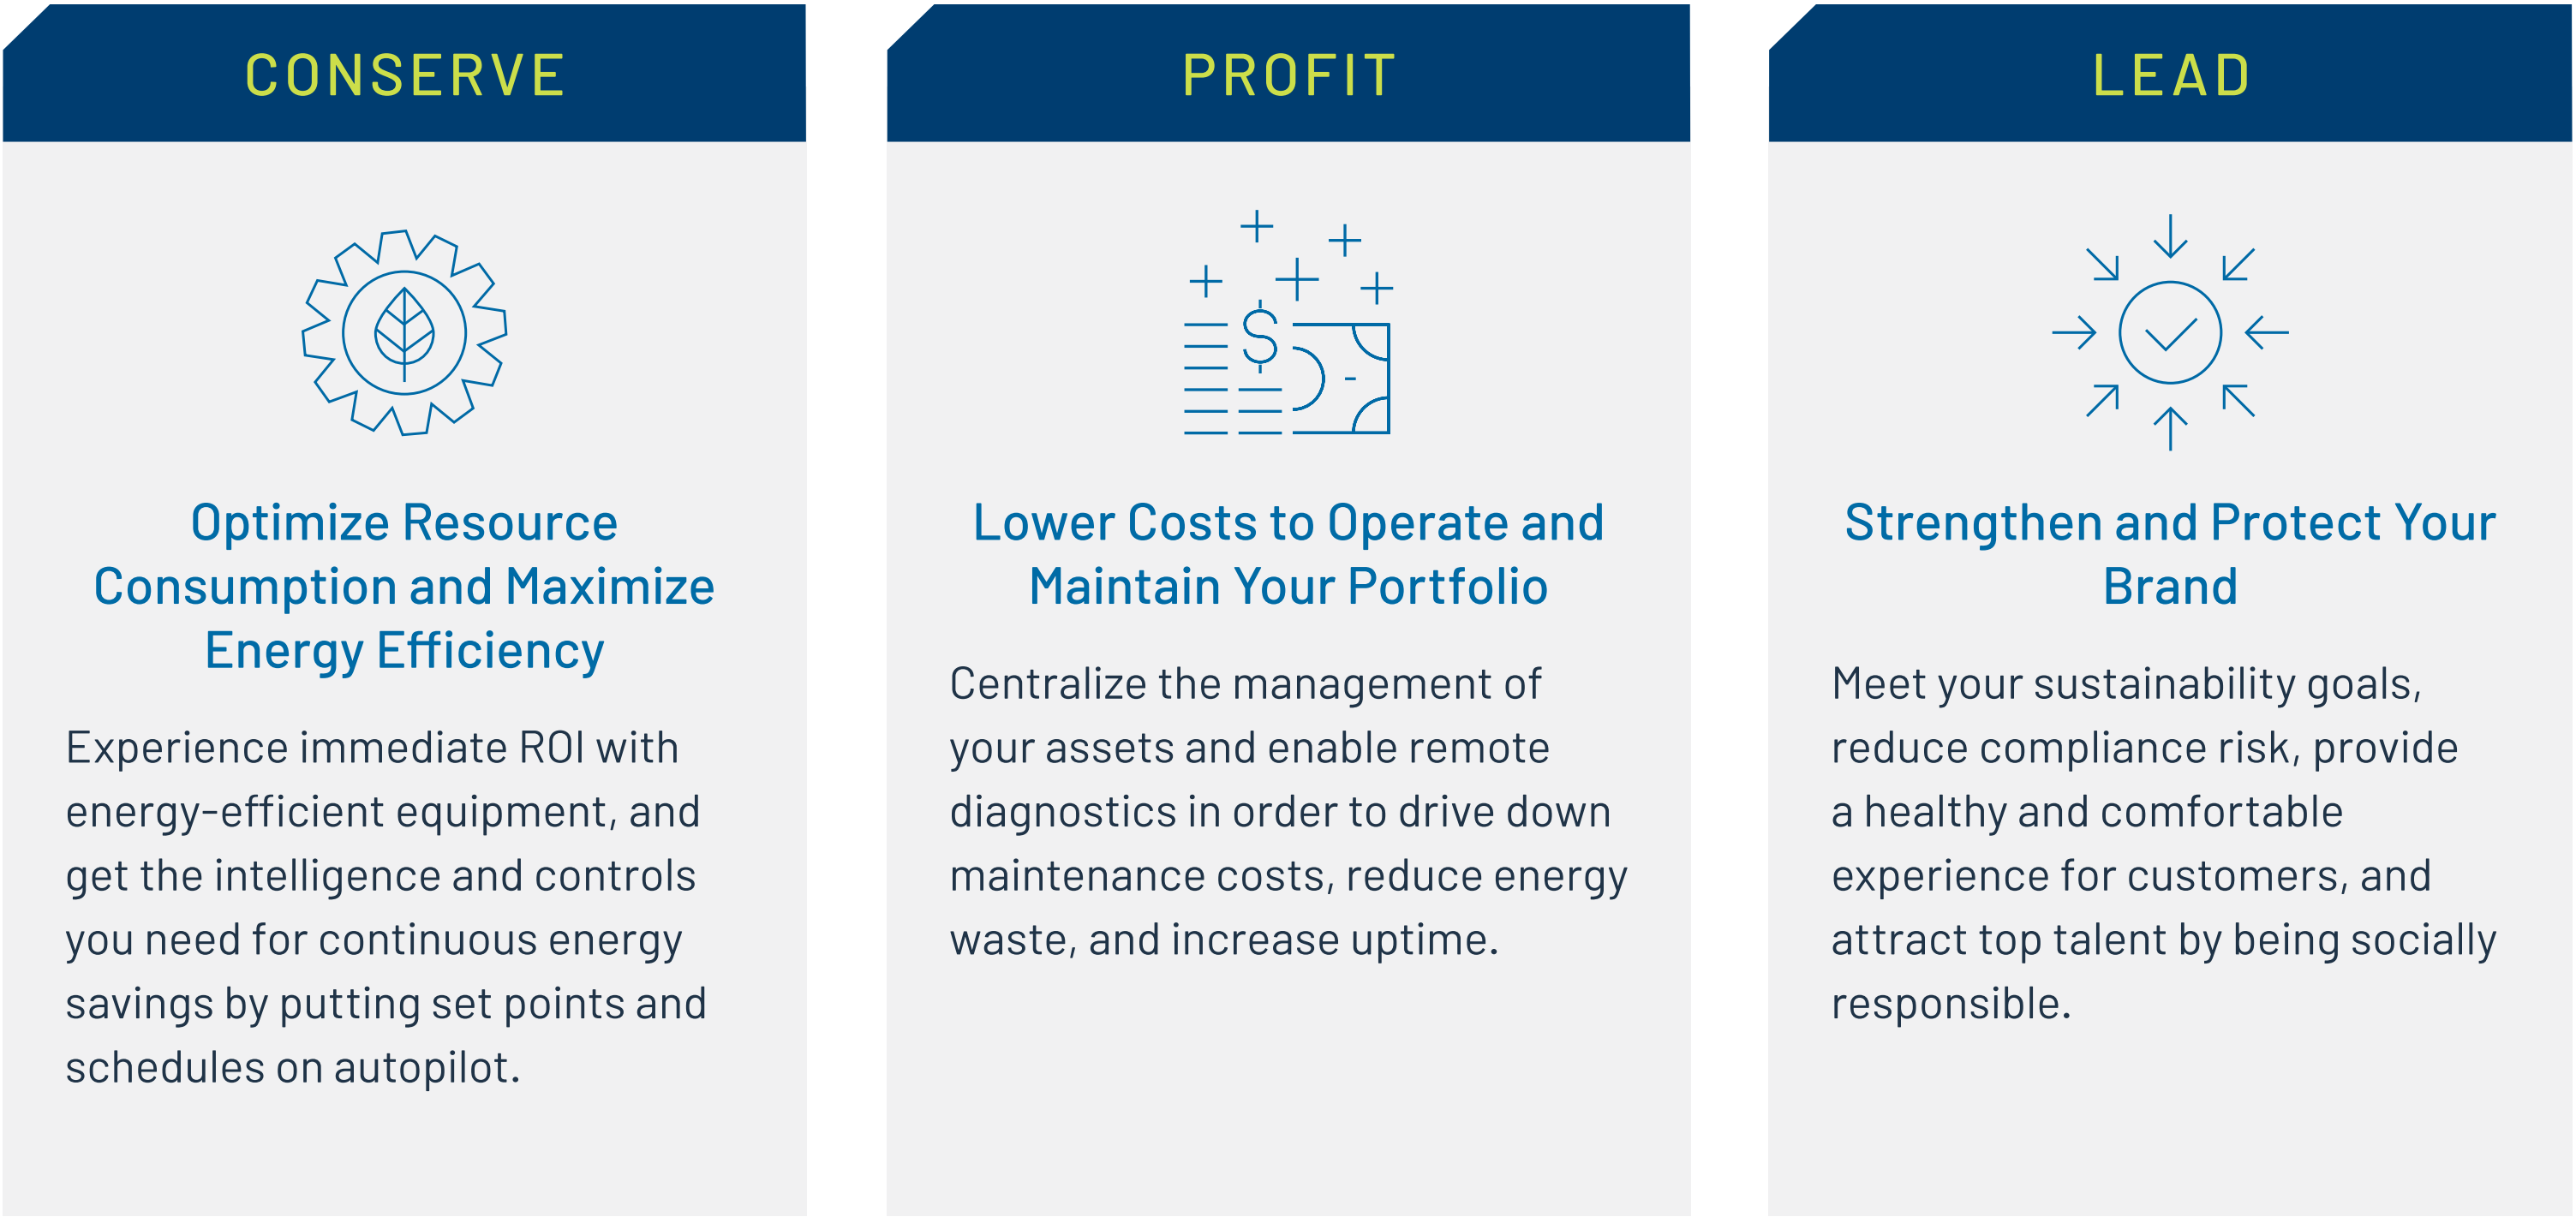 CONSERVE
Optimize Resource
Consumption and Maximize
Energy Efficiency
Experience immediate ROI with
energy-efficient equipment, and
get the intelligence and controls
you need for continuous energy
savings by putting set points and
schedules on autopilot.
PROFIT
$
Lower Costs to Operate and
Maintain Your Portfolio
Centralize the management of
your assets and enable remote
diagnostics in order to drive down
maintenance costs, reduce energy
waste, and increase uptime.
LEAD
Strengthen and Protect Your
Brand
Meet your sustainability goals,
reduce compliance risk, provide
a healthy and comfortable
experience for customers, and
attract top talent by being socially
responsible.